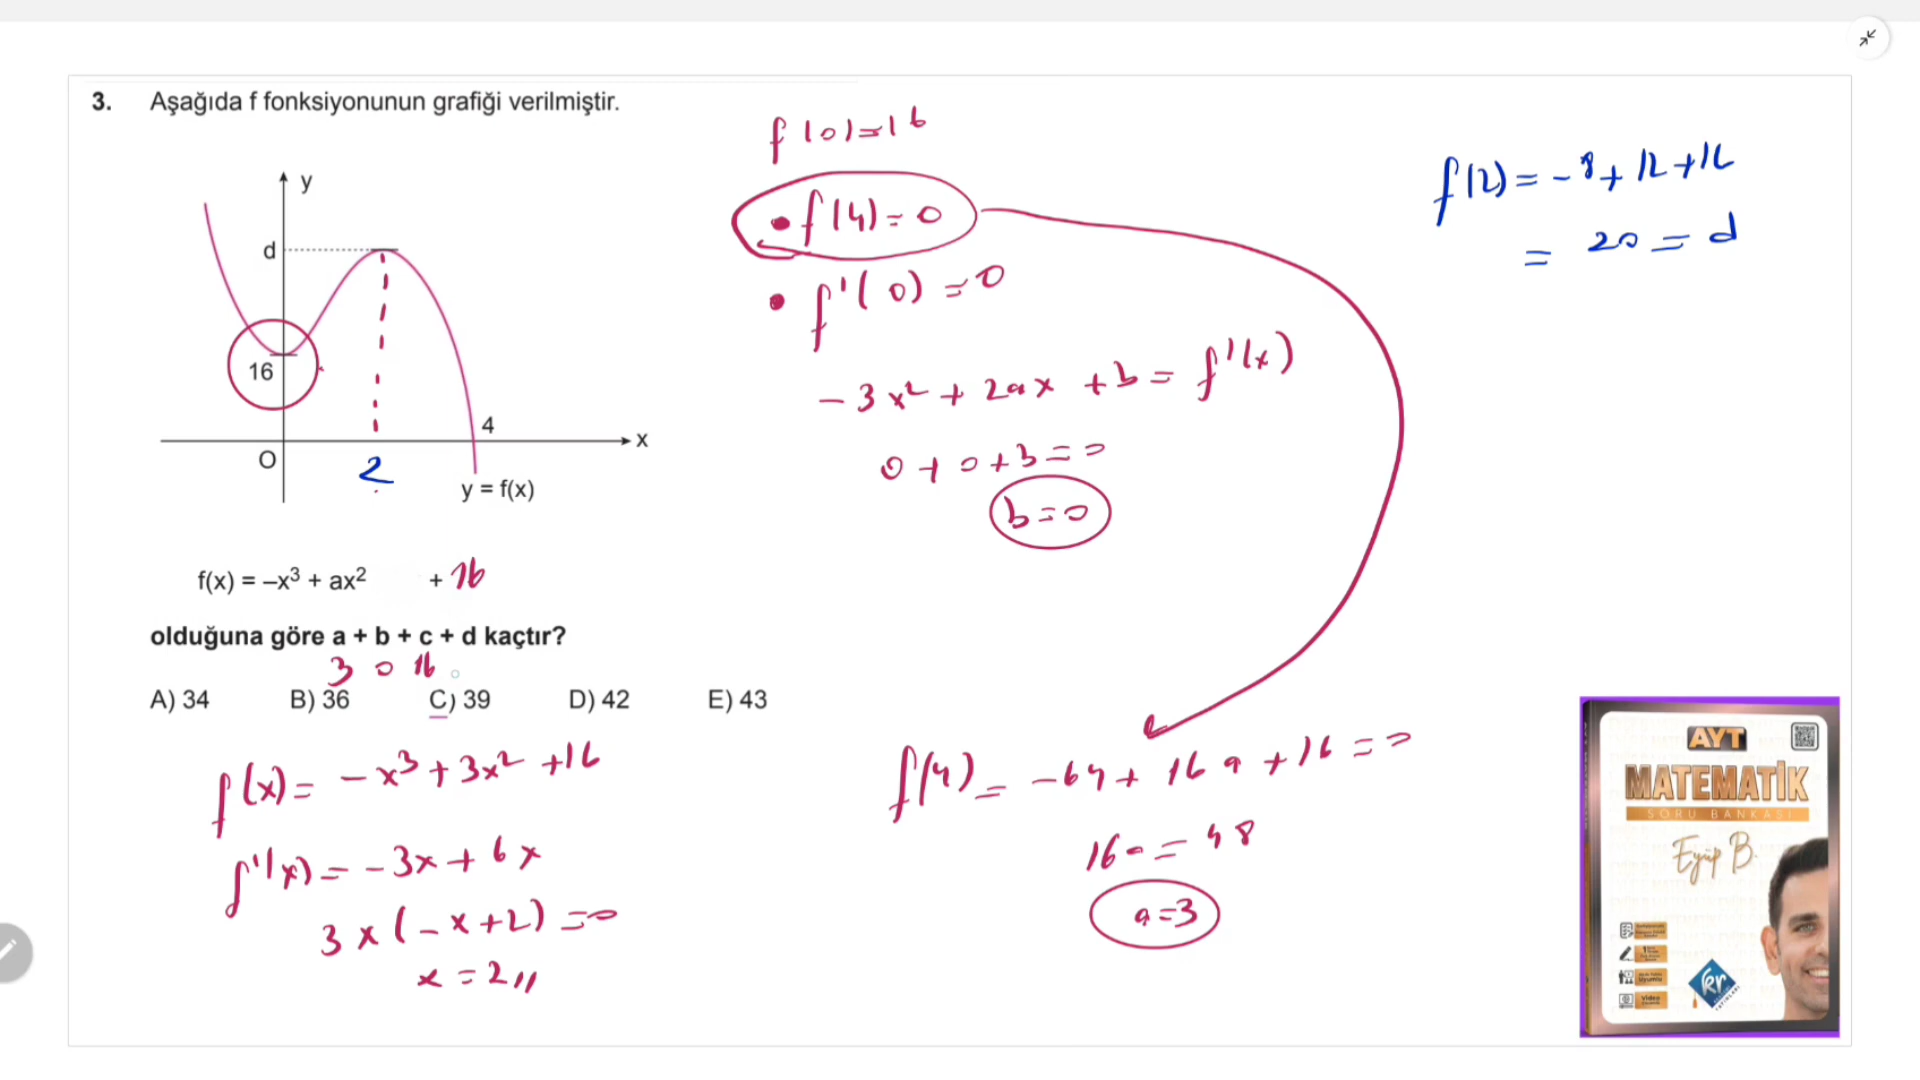 3. Aşağıda f fonksiyonunun grafiği verilmiştir.
y
d
16
4
x
O
2
y = f(x)
f(x) = –x³ + ax² + 16
olduğuna göre a + b + c + d kaçtır?
3 0 16
A) 34 B) 36 C) 39 D) 42 E) 43
f(x) = -x³ + 3x² + 16
f'(x) = -3x + 6x
3x(-x+2) = 0
x = 2 //
f(0) = 16
• f(4) = 0
• f'(0) = 0
-3x² + 2ax + b = f'(x)
0 + 0 + b = 0
b = 0
f(4) = -64 + 16a + 16 = 0
16a = 48
a = 3
f(2) = -8 + 12 + 16
= 20 = d
AYT
MATEMATİK
SORU BANKASI
Eyüp B.
kr